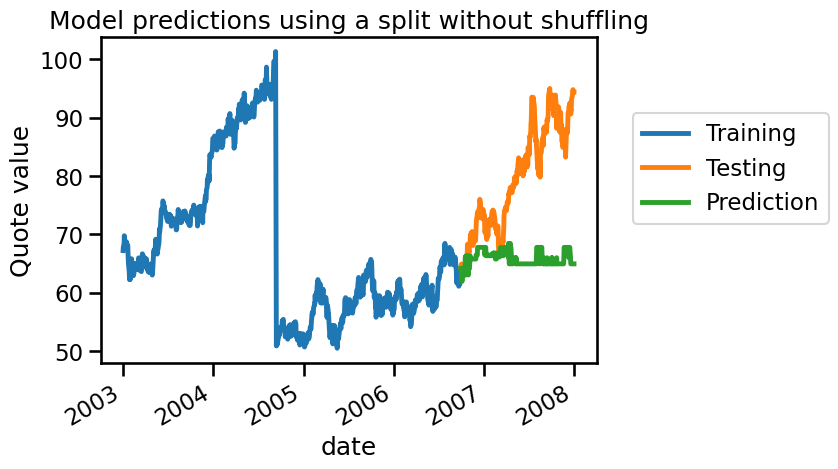 Model predictions using a split without shuffling
Quote value
100
90
80
70
60
50
2003
2004
2005
2006
2007
2008
date
Training
Testing
Prediction